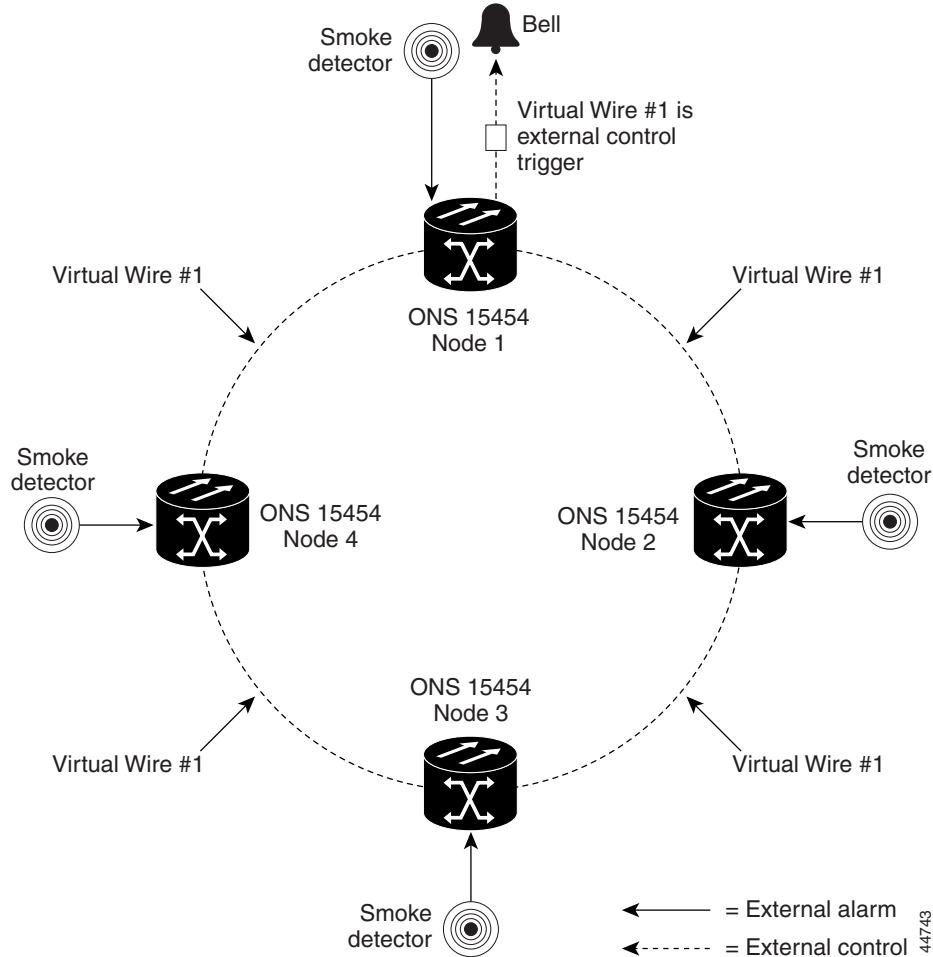 Bell
Smoke
detector
Virtual Wire #1 is
external control
trigger
Virtual Wire #1
Virtual Wire #1
ONS 15454
Node 1
Smoke
detector
ONS 15454
Node 4
ONS 15454
Node 2
Smoke
detector
ONS 15454
Node 3
Virtual Wire #1
Virtual Wire #1
Smoke
detector
= External alarm
= External control
44743